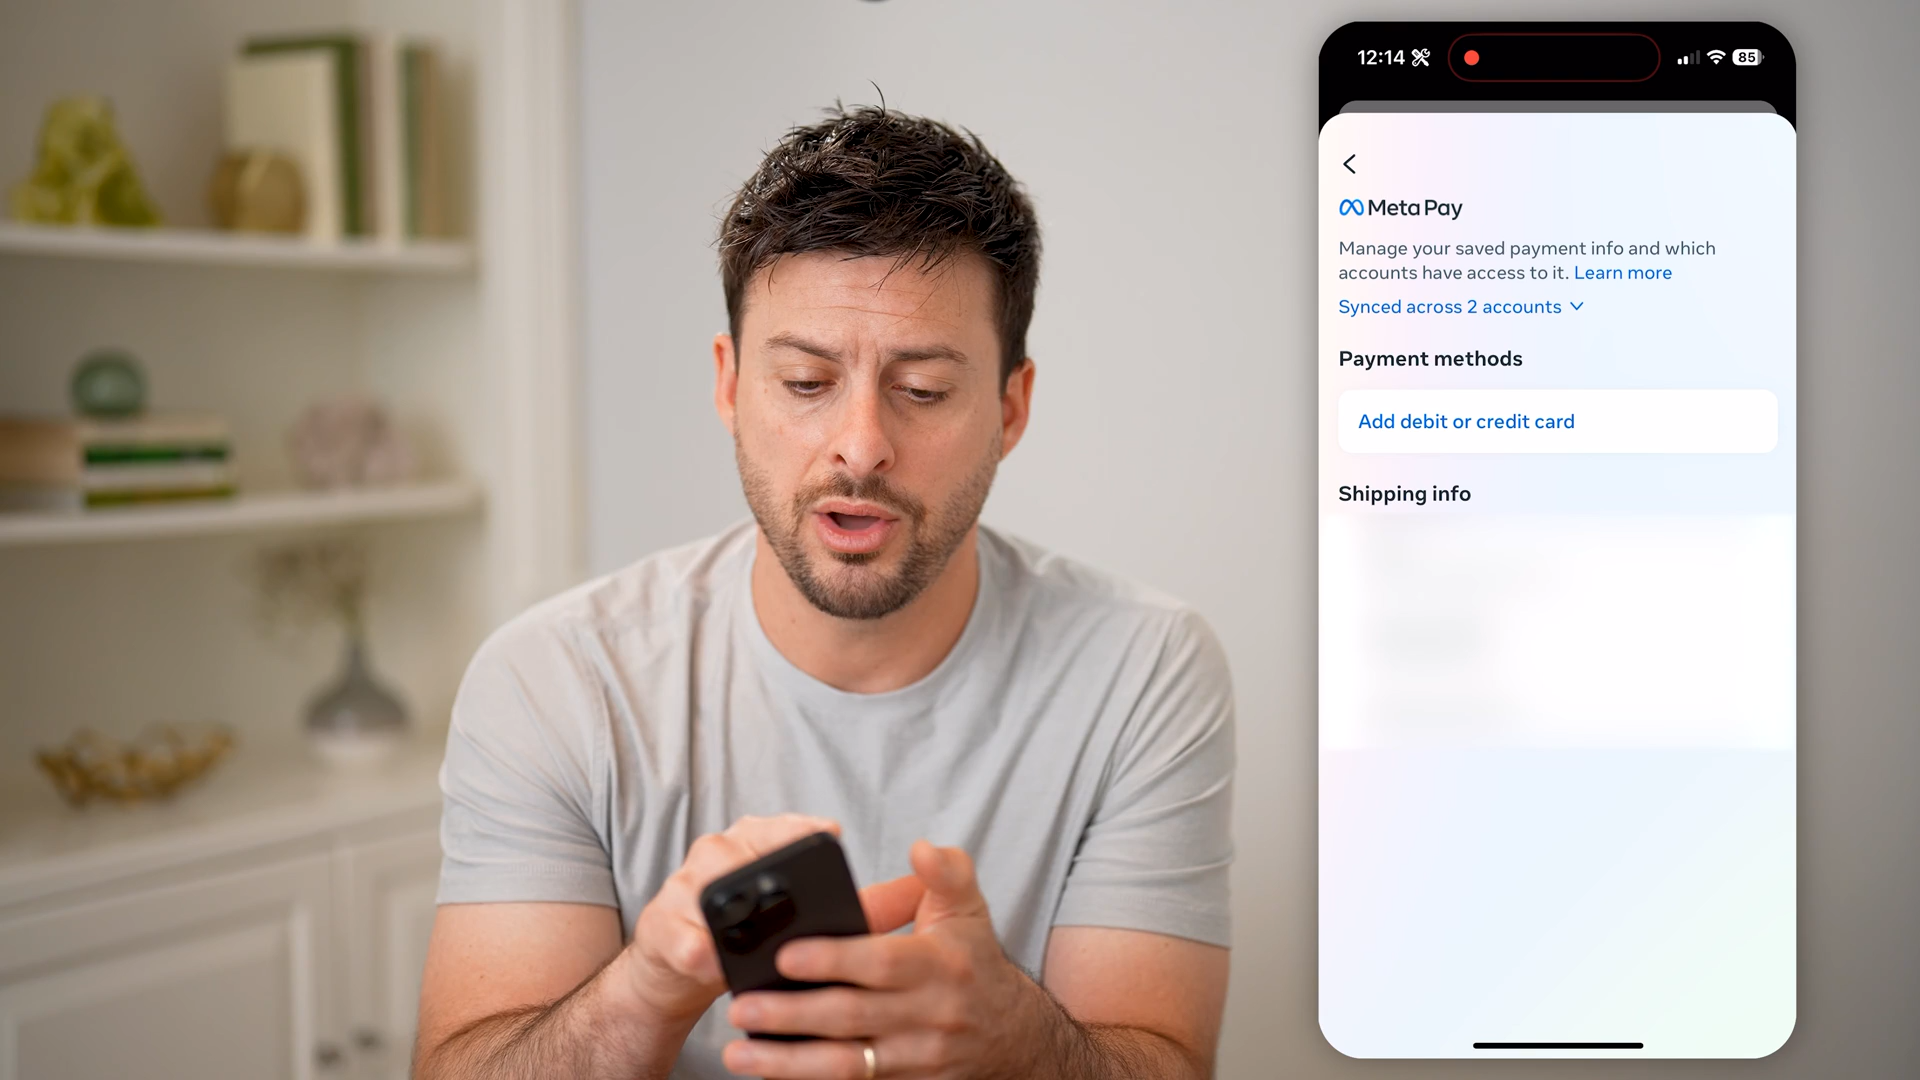 12:14
85
Meta Pay
Manage your saved payment info and which
accounts have access to it. Learn more
Synced across 2 accounts
Payment methods
Add debit or credit card
Shipping info